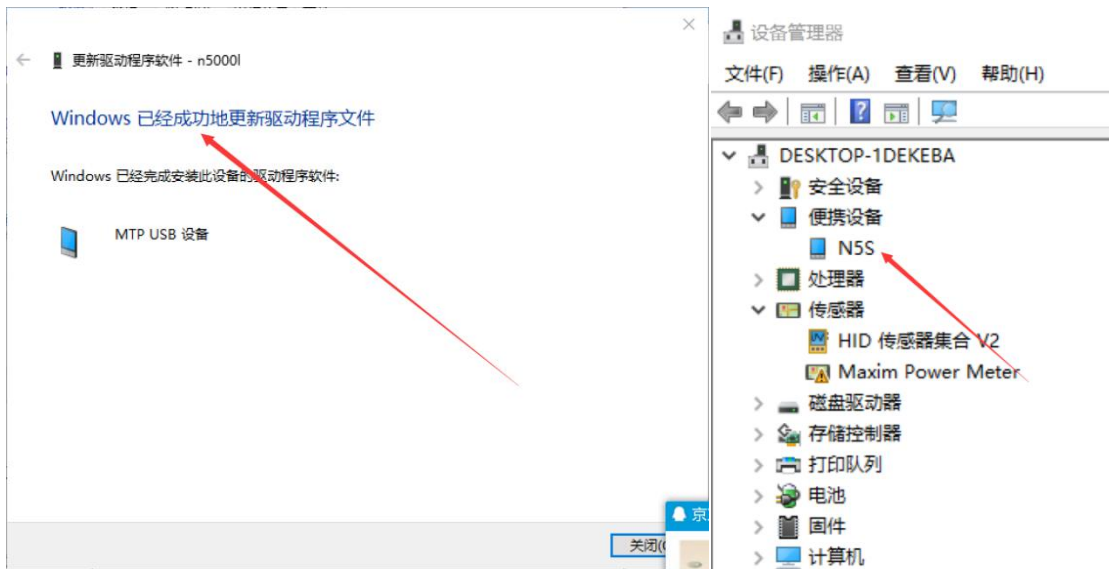 更新驱动程序软件 - n5000l
Windows 已经成功地更新驱动程序文件
Windows 已经完成安装此设备的驱动程序软件:
MTP USB 设备
关闭(
京
设备管理器
文件(F) 操作(A) 查看(V) 帮助(H)
DESKTOP-1DEKEBA
安全设备
便携设备
N5S
处理器
传感器
HID 传感器集合 V2
Maxim Power Meter
磁盘驱动器
存储控制器
打印队列
电池
固件
计算机